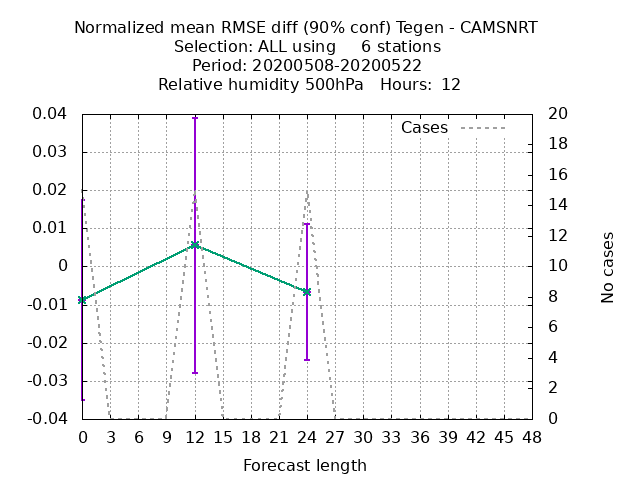 Normalized mean RMSE diff (90% conf) Tegen - CAMSNRT
Selection: ALL using     6 stations
Period: 20200508-20200522
Relative humidity 500hPa   Hours: 12
Cases
0.04
0.03
0.02
0.01
0
-0.01
-0.02
-0.03
-0.04
20
18
16
14
12
10
8
6
4
2
0
No cases
0 3 6 9 12 15 18 21 24 27 30 33 36 39 42 45 48
Forecast length